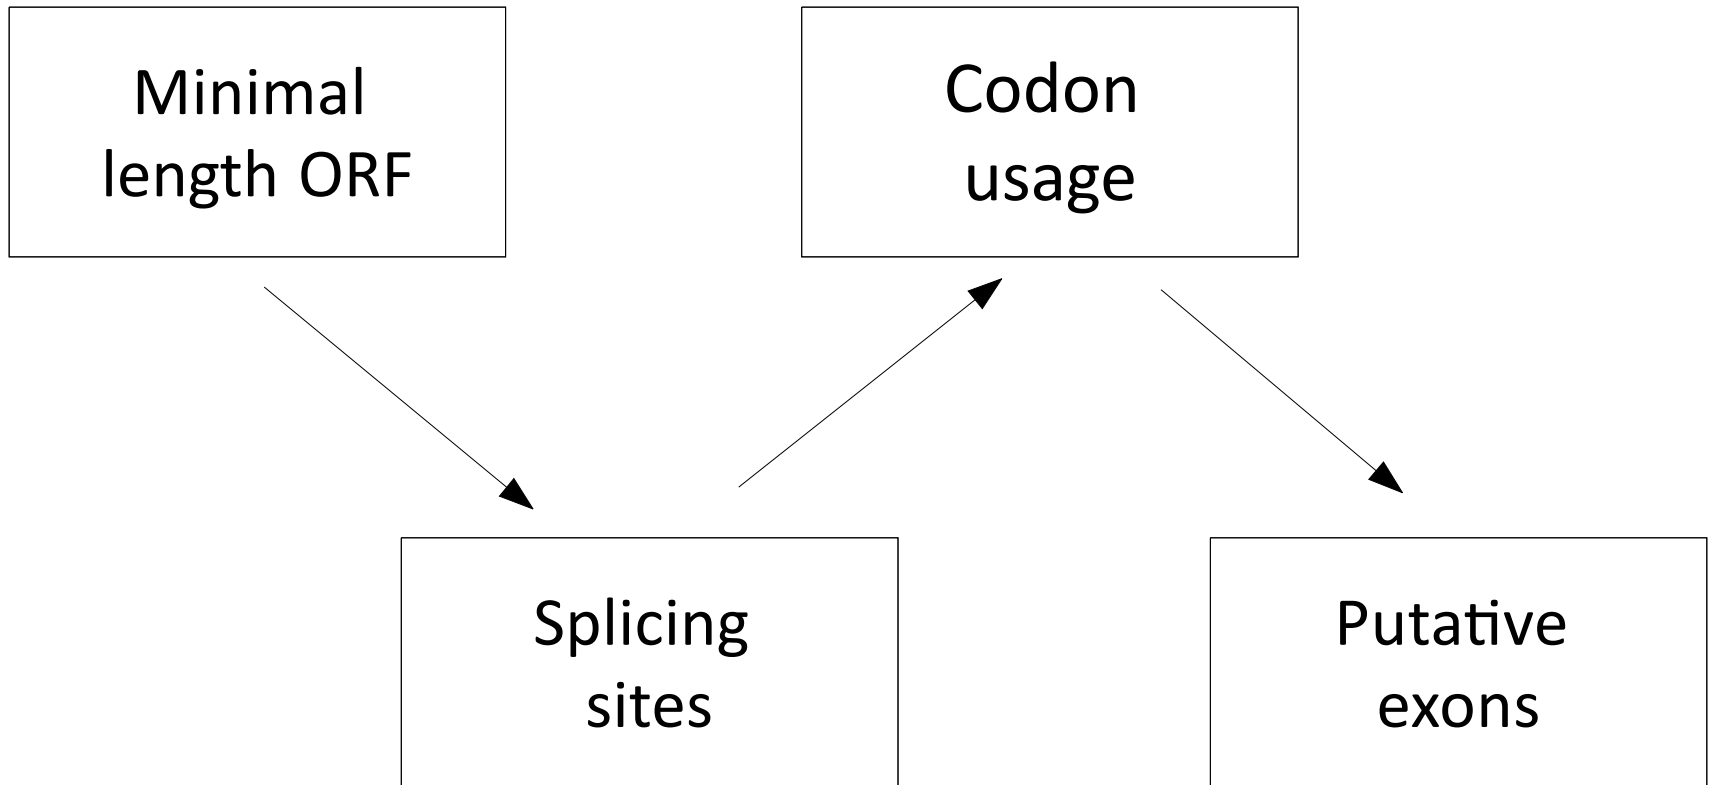 Minimal
length ORF
Codon
usage
Splicing
sites
Putative
exons